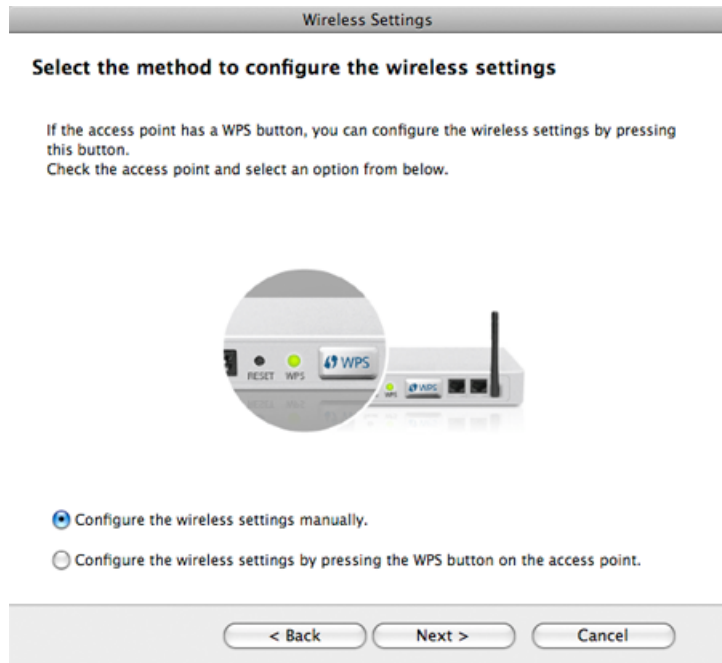 Wireless Settings
Select the method to configure the wireless settings
If the access point has a WPS button, you can configure the wireless settings by pressing
this button.
Check the access point and select an option from below.
RESET
WPS
WPS
WPS
WPS
Configure the wireless settings manually.
Configure the wireless settings by pressing the WPS button on the access point.
< Back
Next >
Cancel